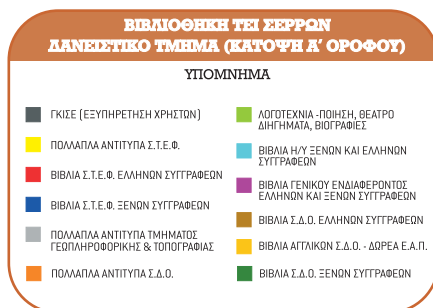 ΒΙΒΛΙΟΘΗΚΗ ΤΕΙ ΣΕΡΡΩΝ
ΔΑΝΕΙΣΤΙΚΟ ΤΜΗΜΑ (ΚΑΤΟΨΗ Α' ΟΡΟΦΟΥ)
ΥΠΟΜΝΗΜΑ
ΓΚΙΣΕ (ΕΞΥΠΗΡΕΤΗΣΗ ΧΡΗΣΤΩΝ)
ΠΟΛΛΑΠΛΑ ΑΝΤΙΤΥΠΑ Σ.Τ.Ε.Φ.
ΒΙΒΛΙΑ Σ.Τ.Ε.Φ. ΕΛΛΗΝΩΝ ΣΥΓΓΡΑΦΕΩΝ
ΒΙΒΛΙΑ Σ.Τ.Ε.Φ. ΞΕΝΩΝ ΣΥΓΓΡΑΦΕΩΝ
ΠΟΛΛΑΠΛΑ ΑΝΤΙΤΥΠΑ ΤΜΗΜΑΤΟΣ
ΓΕΩΠΛΗΡΟΦΟΡΙΚΗΣ & ΤΟΠΟΓΡΑΦΙΑΣ
ΠΟΛΛΑΠΛΑ ΑΝΤΙΤΥΠΑ Σ.Δ.Ο.
ΛΟΓΟΤΕΧΝΙΑ -ΠΟΙΗΣΗ, ΘΕΑΤΡΟ
ΔΙΗΓΗΜΑΤΑ, ΒΙΟΓΡΑΦΙΕΣ
ΒΙΒΛΙΑ Η/Υ ΞΕΝΩΝ ΚΑΙ ΕΛΛΗΝΩΝ
ΣΥΓΓΡΑΦΕΩΝ
ΒΙΒΛΙΑ ΓΕΝΙΚΟΥ ΕΝΔΙΑΦΕΡΟΝΤΟΣ
ΕΛΛΗΝΩΝ ΚΑΙ ΞΕΝΩΝ ΣΥΓΓΡΑΦΕΩΝ
ΒΙΒΛΙΑ Σ.Δ.Ο. ΕΛΛΗΝΩΝ ΣΥΓΓΡΑΦΕΩΝ
ΒΙΒΛΙΑ ΑΓΓΛΙΚΩΝ Σ.Δ.Ο. - ΔΩΡΕΑ Ε.Α.Π.
ΒΙΒΛΙΑ Σ.Δ.Ο. ΞΕΝΩΝ ΣΥΓΓΡΑΦΕΩΝ